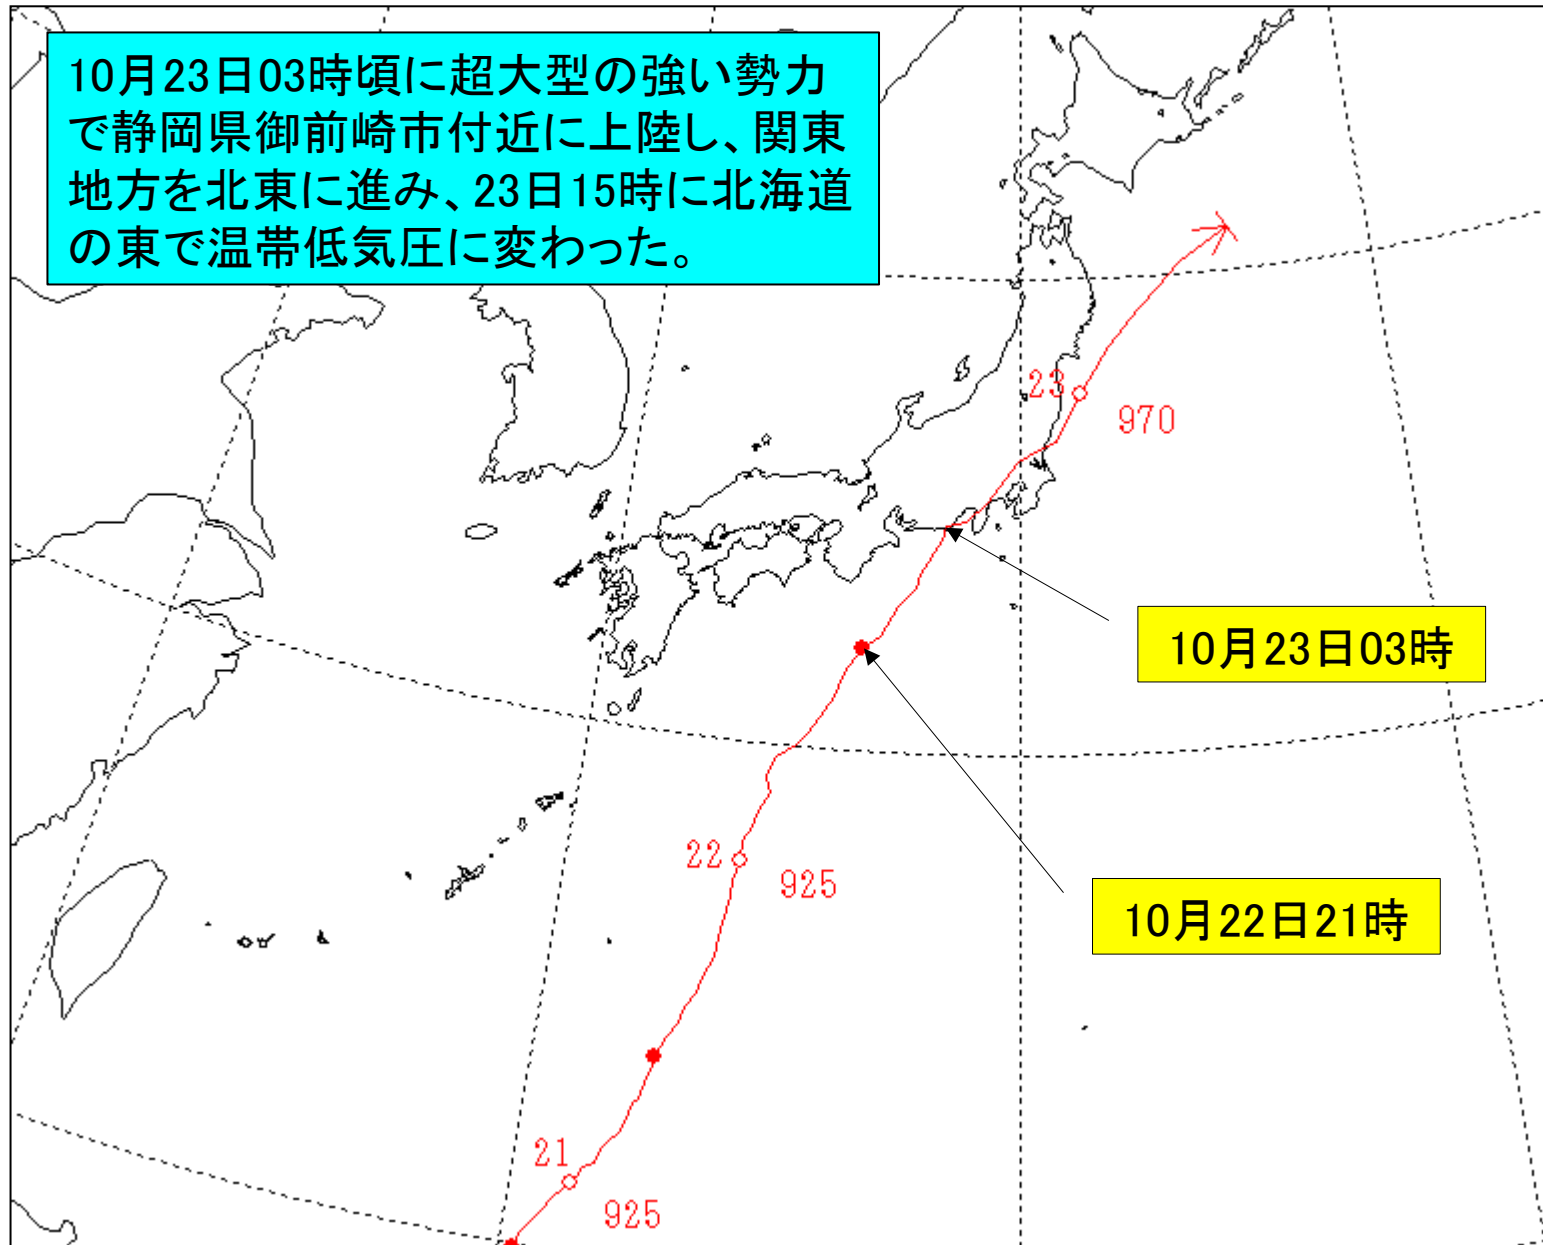 10月23日03時頃に超大型の強い勢力
で静岡県御前崎市付近に上陸し、関東
地方を北東に進み、23日15時に北海道
の東で温帯低気圧に変わった。
23
970
10月23日03時
22
925
10月22日21時
21
925